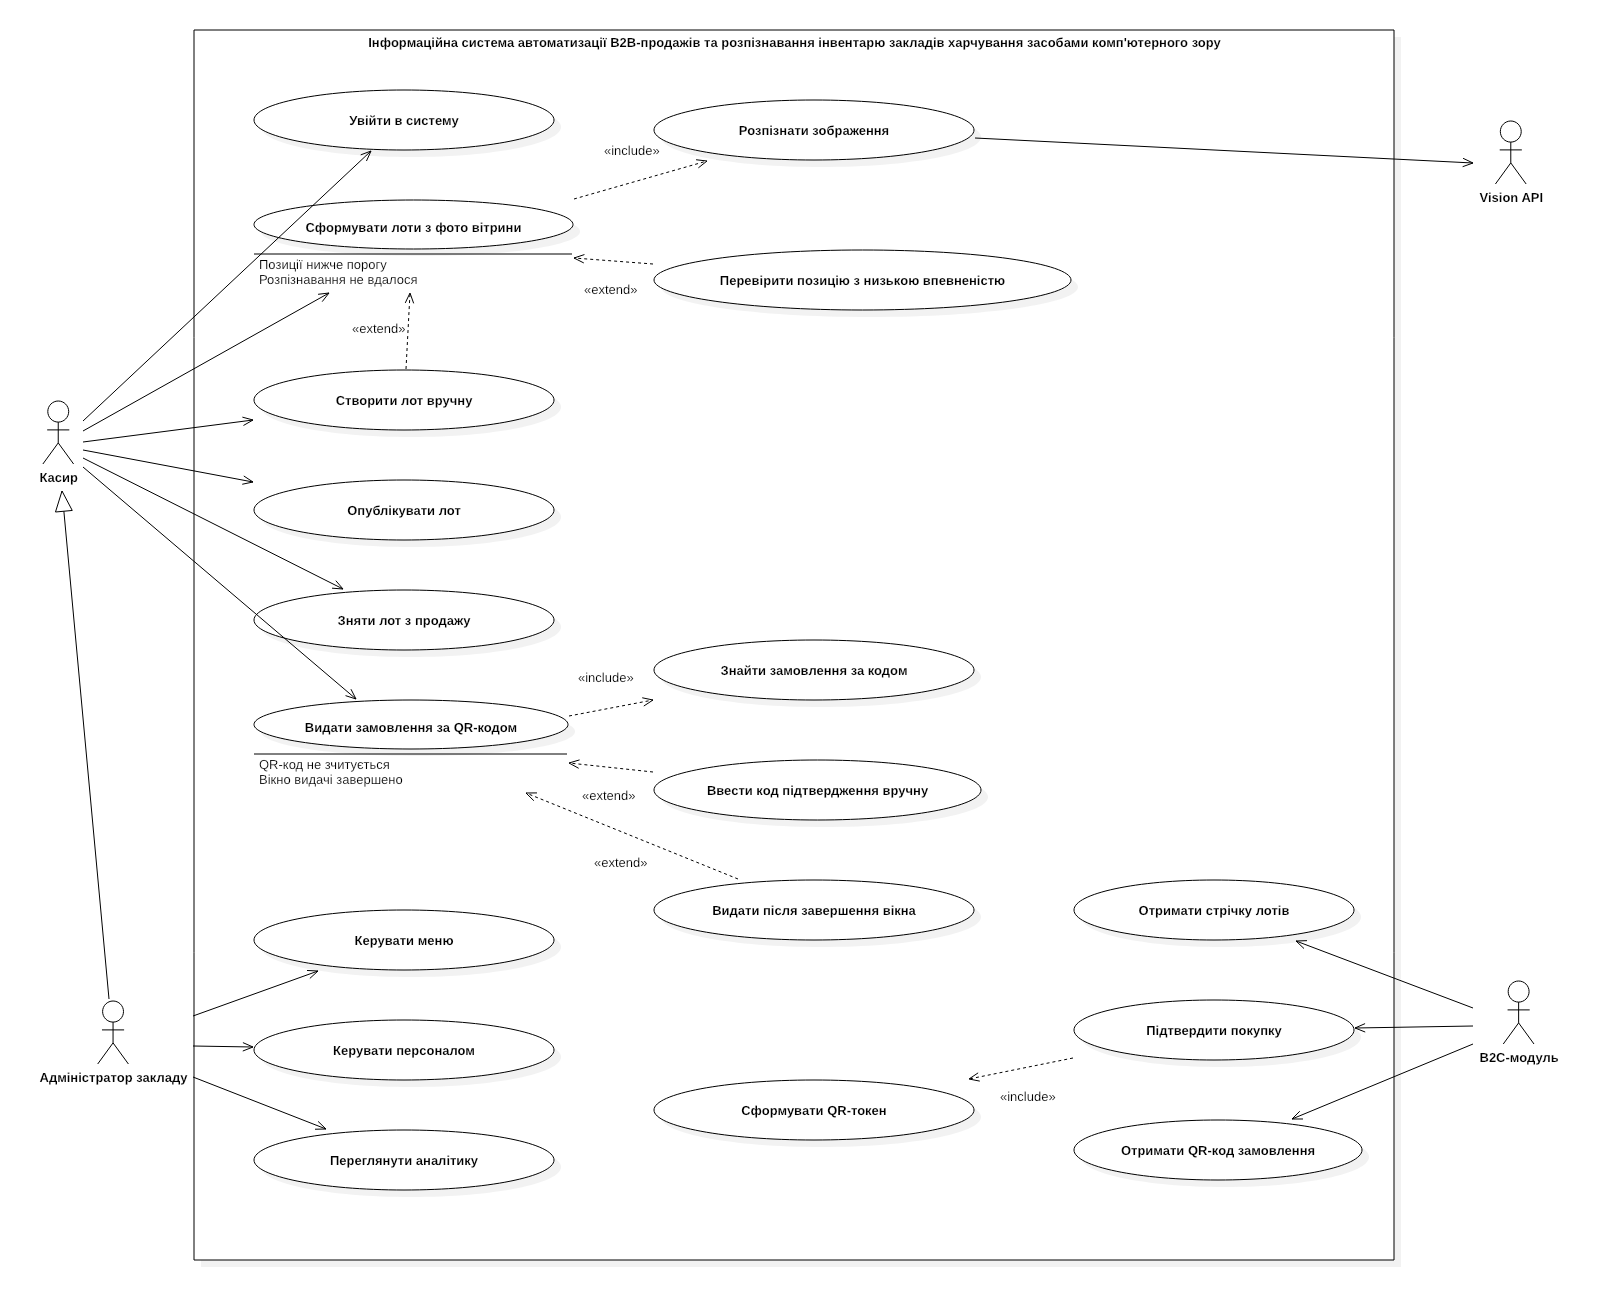 Інформаційна система автоматизації B2B-продажів та розпізнавання інвентарю закладів харчування засобами комп'ютерного зору
Увійти в систему
Розпізнати зображення
«include»
Vision API
Сформувати лоти з фото вітрини
Позиції нижче порогу
Розпізнавання не вдалося
Перевірити позицію з низькою впевненістю
«extend»
«extend»
Створити лот вручну
Касир
Опублікувати лот
Зняти лот з продажу
Знайти замовлення за кодом
«include»
Видати замовлення за QR-кодом
QR-код не зчитується
Вікно видачі завершено
Ввести код підтвердження вручну
«extend»
«extend»
Видати після завершення вікна
Отримати стрічку лотів
Керувати меню
Підтвердити покупку
Керувати персоналом
B2C-модуль
Адміністратор закладу
«include»
Сформувати QR-токен
Отримати QR-код замовлення
Переглянути аналітику